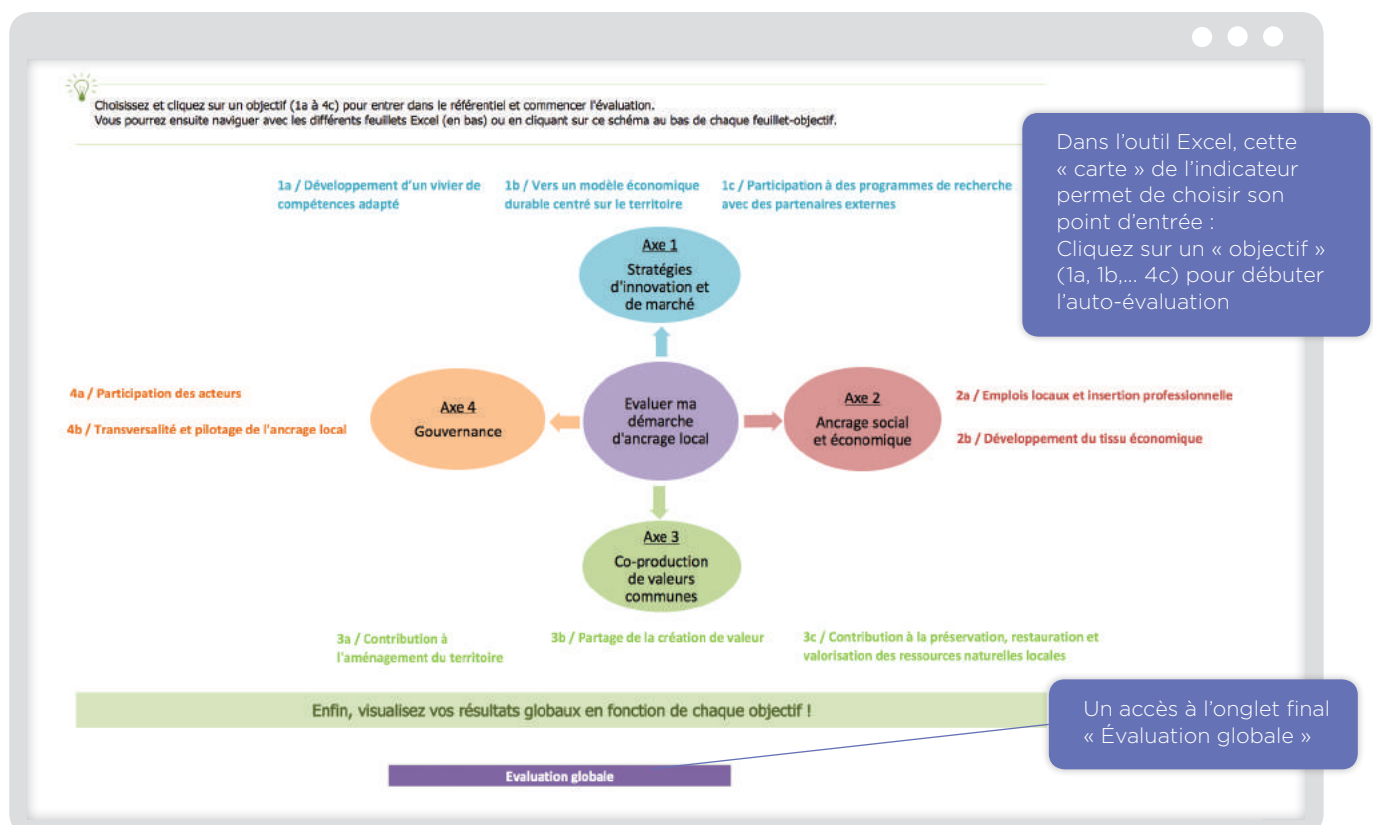 Choisissez et cliquez sur un objectif (1a à 4c) pour entrer dans le référentiel et commencer l'évaluation.
Vous pourrez ensuite naviguer avec les différents feuillets Excel (en bas) ou en cliquant sur ce schéma au bas de chaque feuillet-objectif.
Dans l'outil Excel, cette
« carte » de l'indicateur
permet de choisir son
point d'entrée :
Cliquez sur un « objectif »
(1a, 1b,... 4c) pour débuter
l'auto-évaluation
1a / Développement d'un vivier de
compétences adapté
1b / Vers un modèle économique
durable centré sur le territoire
1c / Participation à des programmes de recherche
avec des partenaires externes
Axe 1
Stratégies
d'innovation et
de marché
4a / Participation des acteurs
4b / Transversalité et pilotage de l'ancrage local
Axe 4
Gouvernance
Evaluer ma
démarche
d'ancrage local
Axe 2
Ancrage social
et économique
2a / Emplois locaux et insertion professionnelle
2b / Développement du tissu économique
Axe 3
Co-production
de valeurs
communes
3a / Contribution à
l'aménagement du territoire
3b / Partage de la création de valeur
3c / Contribution à la préservation, restauration et
valorisation des ressources naturelles locales
Enfin, visualisez vos résultats globaux en fonction de chaque objectif !
Un accès à l'onglet final
« Évaluation globale »
Evaluation globale